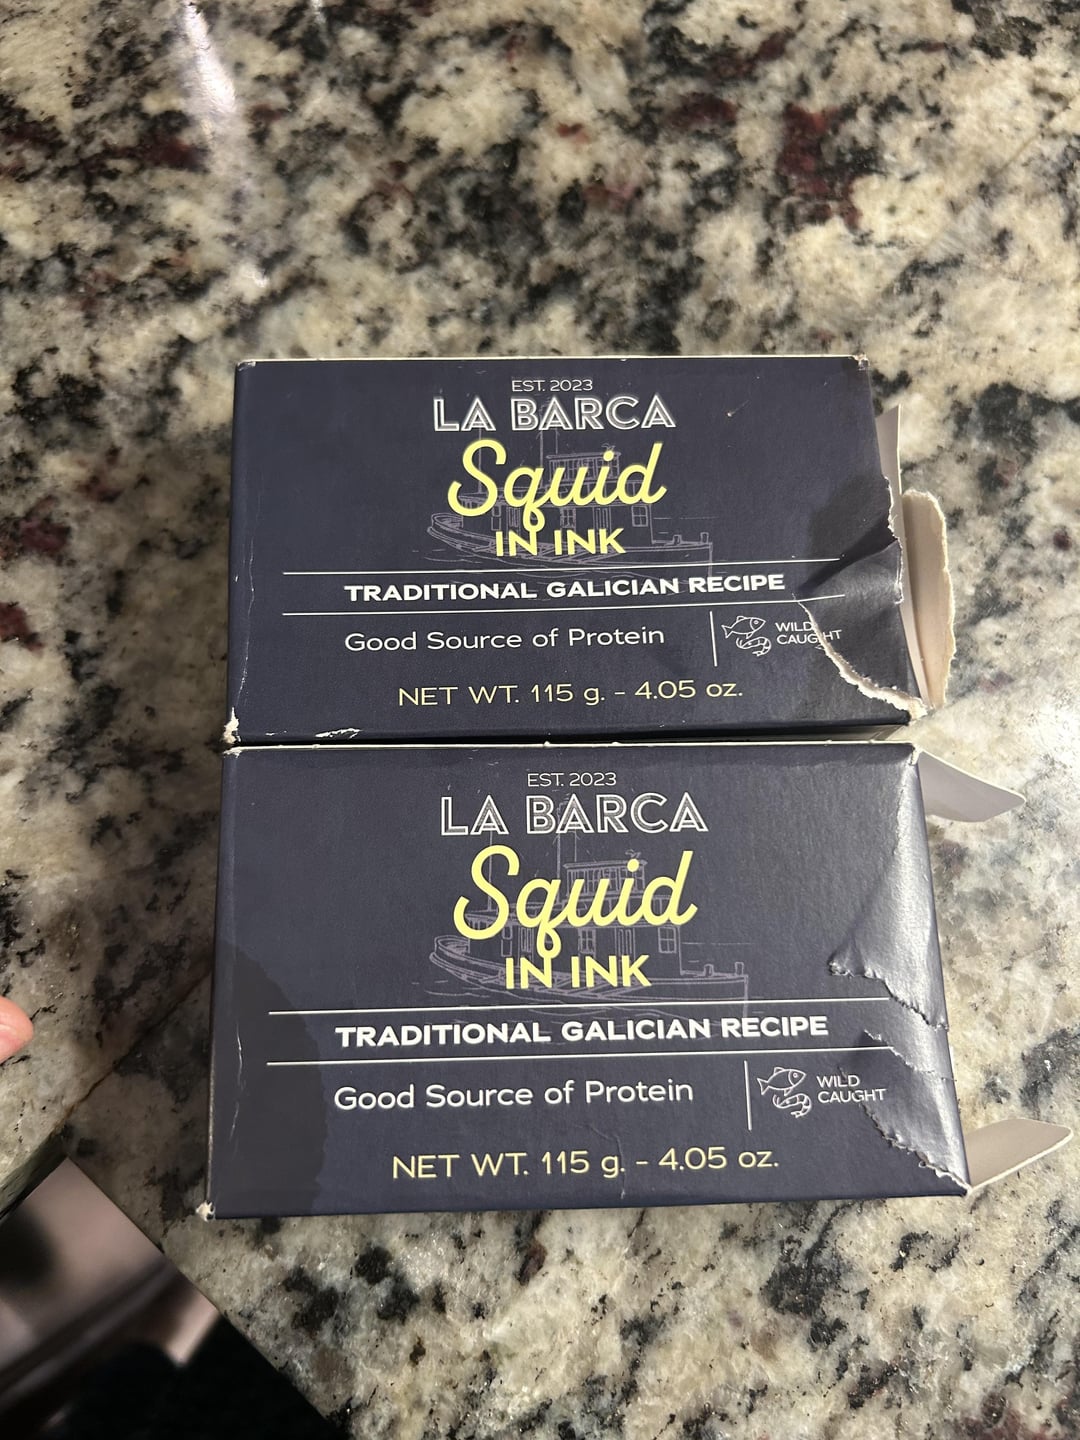 EST. 2023
LA BARCA
Squid
IN INK
TRADITIONAL GALICIAN RECIPE
Good Source of Protein
WILD
CAUGHT
NET WT. 115 g. - 4.05 oz.
EST. 2023
LA BARCA
Squid
IN INK
TRADITIONAL GALICIAN RECIPE
Good Source of Protein
WILD
CAUGHT
NET WT. 115 g. - 4.05 oz.